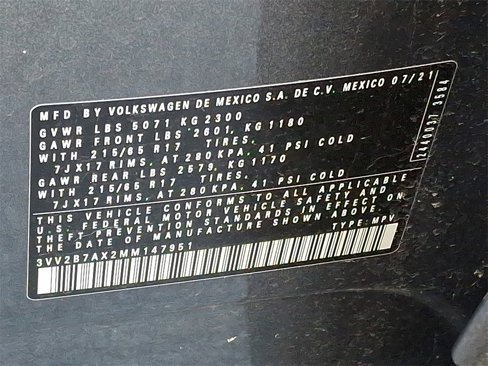 MFD BY VOLKSWAGEN DE MEXICO S.A. DE C.V. MEXICO 07/21
GVWR LBS 5071 KG2300
GAWR FRONT LBS 2601, KG1180
WITH 215/65 R17 TIRES.
7JX17 RIMS, AT 280KPA, 41 PSI COLD
GAWR REAR LBS 2579, KG1170
WITH 215/65 R17 TIRES.
7JX17 RIMS, AT 280KPA, 41 PSI COLD
THIS VEHICLE CONFORMS TO ALL APPLICABLE
U.S. FEDERAL MOTOR VEHICLE SAFETY AND
THEFT PREVENTION STANDARDS IN EFFECT ON
THE DATE OF MANUFACTURE SHOWN ABOVE.
3VV2B7AX2MM147951 TYPE: MPV
2440037 3584